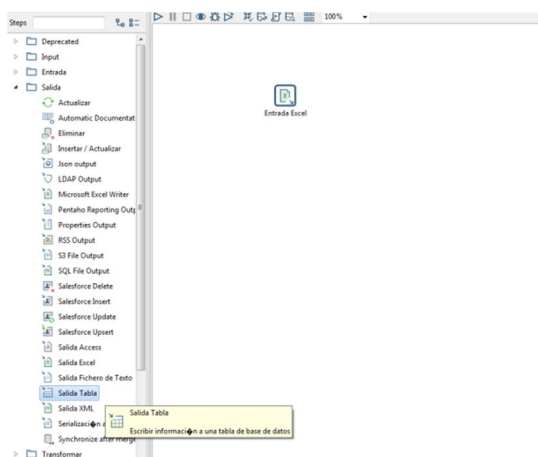 Steps
100%
Deprecated
Input
Entrada
Salida
Actualizar
Automatic Documentat
Eliminar
Insertar / Actualizar
Json output
LDAP Output
Microsoft Excel Writer
Pentaho Reporting Outp
Properties Output
RSS Output
S3 File Output
SQL File Output
Salesforce Delete
Salesforce Insert
Salesforce Update
Salesforce Upsert
Salida Access
Salida Excel
Salida Fichero de Texto
Salida Tabla
Salida XML
Serializaci�n a
Synchronize after merge
Transformar
Entrada Excel
Salida Tabla
Escribir informaci�n a una tabla de base de datos